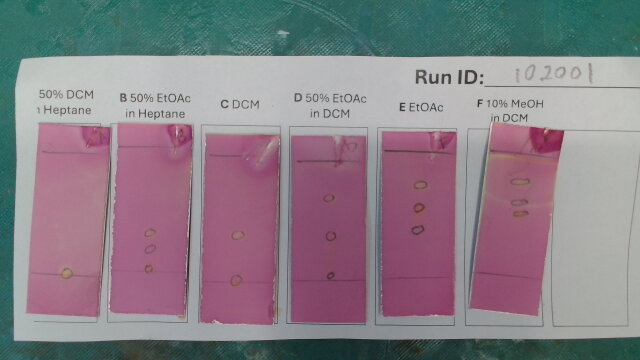 Run ID: 102001
50% DCM
n Heptane
B 50% EtOAc
in Heptane
C DCM
D 50% EtOAc
in DCM
E EtOAc
F 10% MeOH
in DCM